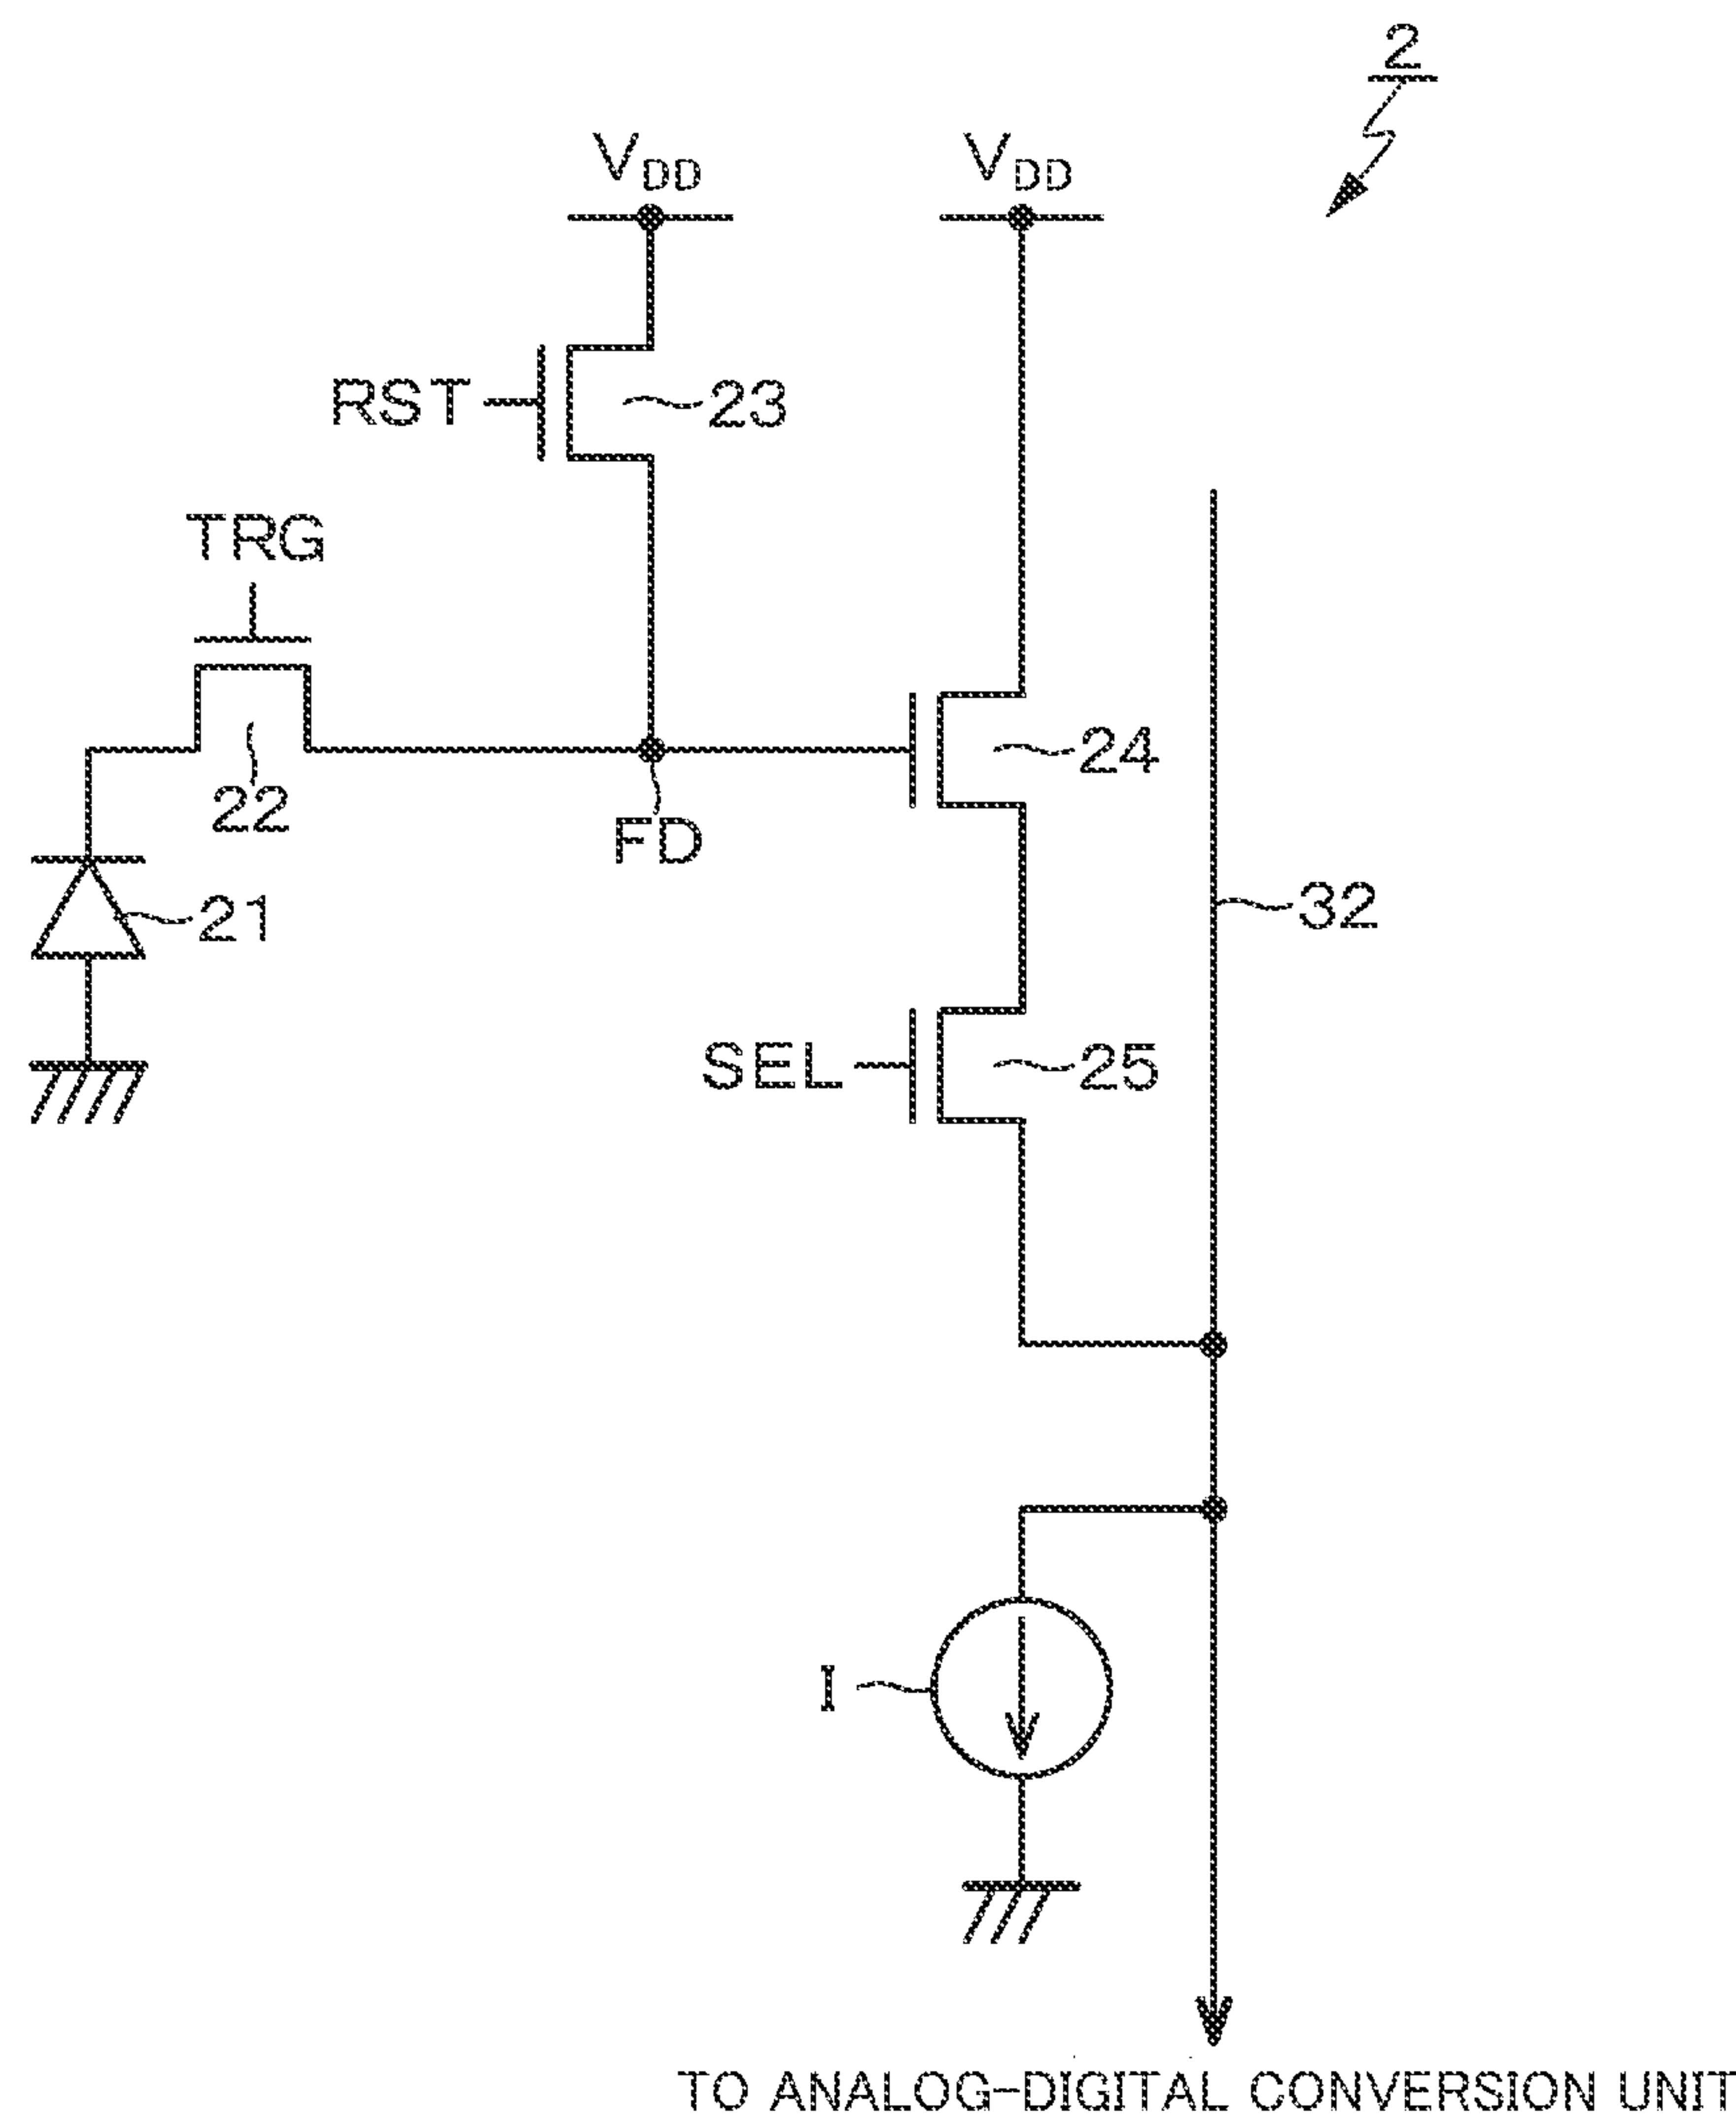 2
VDD VDD
RST 23
TRG
22
24
FD
21
32
SEL 25
I
TO ANALOG-DIGITAL CONVERSION UNIT